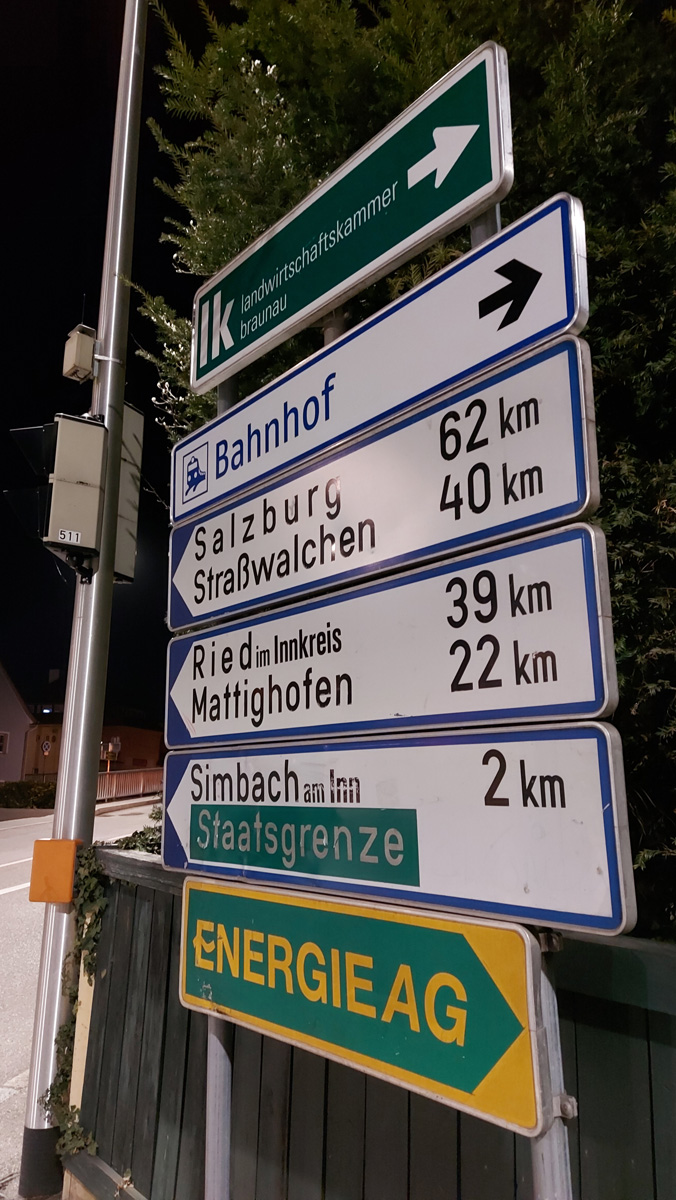 lk landwirtschaftskammer
braunau
Bahnhof
Salzburg 62 km
Straßwalchen 40 km
Ried im Innkreis 39 km
Mattighofen 22 km
Simbach am Inn 2 km
Staatsgrenze
ENERGIE AG
511